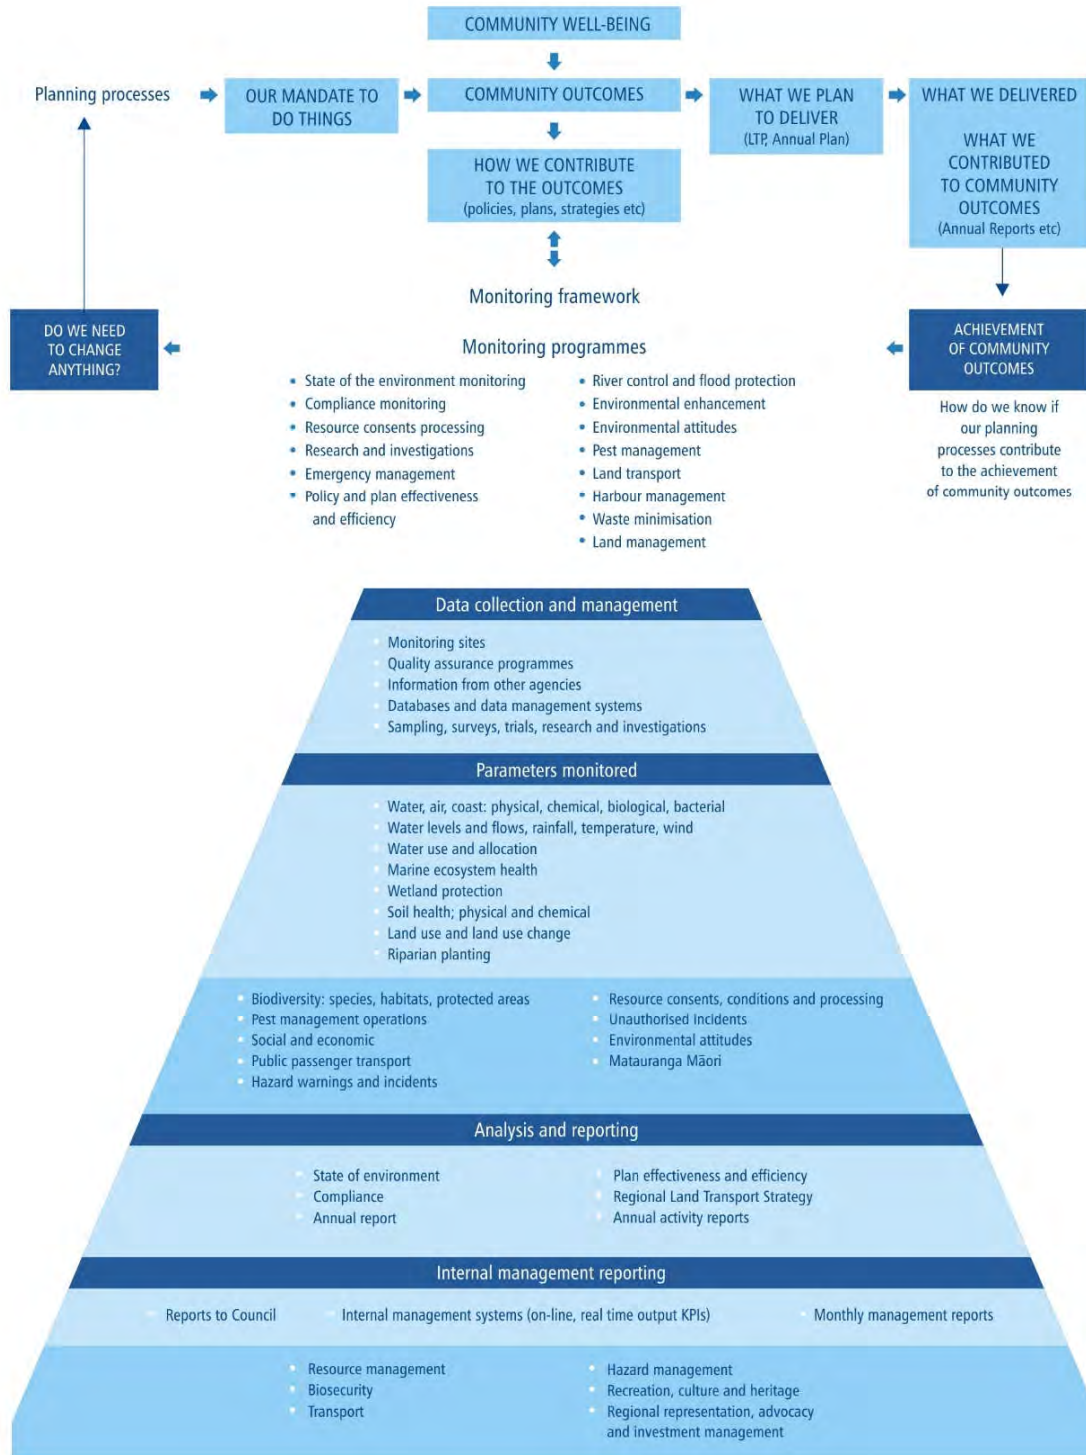 COMMUNITY WELL-BEING
Planning processes
OUR MANDATE TO
DO THINGS
COMMUNITY OUTCOMES
WHAT WE PLAN
TO DELIVER
(LTP, Annual Plan)
WHAT WE DELIVERED
WHAT WE
CONTRIBUTED
TO COMMUNITY
OUTCOMES
(Annual Reports etc)
HOW WE CONTRIBUTE
TO THE OUTCOMES
(policies, plans, strategies etc)
Monitoring framework
DO WE NEED
TO CHANGE
ANYTHING?
Monitoring programmes
• State of the environment monitoring
• Compliance monitoring
• Resource consents processing
• Research and investigations
• Emergency management
• Policy and plan effectiveness
and efficiency
• River control and flood protection
• Environmental enhancement
• Environmental attitudes
• Pest management
• Land transport
• Harbour management
• Waste minimisation
• Land management
ACHIEVEMENT
OF COMMUNITY
OUTCOMES
How do we know if
our planning
processes contribute
to the achievement
of community outcomes
Data collection and management
• Monitoring sites
• Quality assurance programmes
• Information from other agencies
• Databases and data management systems
• Sampling, surveys, trials, research and investigations
Parameters monitored
• Water, air, coast: physical, chemical, biological, bacterial
• Water levels and flows, rainfall, temperature, wind
• Water use and allocation
• Marine ecosystem health
• Wetland protection
• Soil health; physical and chemical
• Land use and land use change
• Riparian planting
• Biodiversity: species, habitats, protected areas
• Pest management operations
• Social and economic
• Public passenger transport
• Hazard warnings and incidents
• Resource consents, conditions and processing
• Unauthorised incidents
• Environmental attitudes
• Matauranga Māori
Analysis and reporting
• State of environment
• Compliance
• Annual report
• Plan effectiveness and efficiency
• Regional Land Transport Strategy
• Annual activity reports
Internal management reporting
• Reports to Council
• Internal management systems (on-line, real time output KPIs)
• Monthly management reports
• Resource management
• Biosecurity
• Transport
• Hazard management
• Recreation, culture and heritage
• Regional representation, advocacy
and investment management